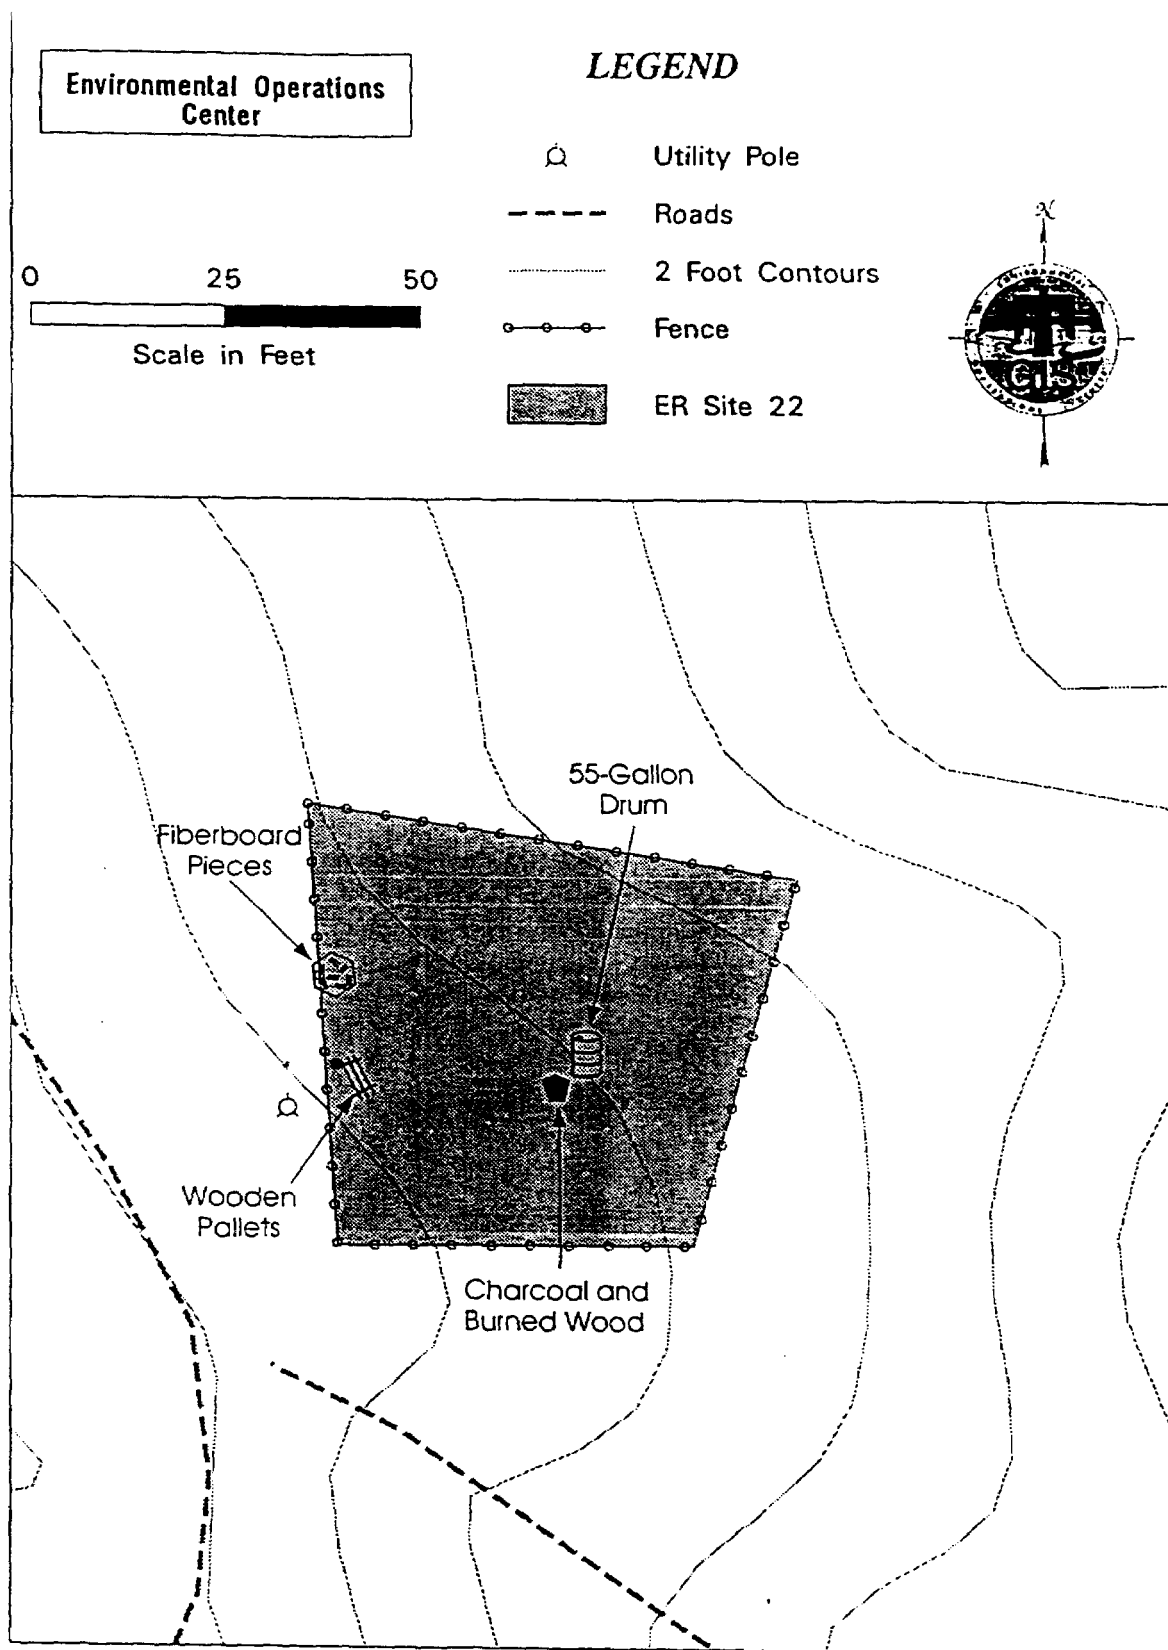 Environmental Operations
Center
LEGEND
Utility Pole
Roads
2 Foot Contours
Fence
ER Site 22
0 25 50
Scale in Feet
N
GIS
55-Gallon
Drum
Fiberboard
Pieces
Wooden
Pallets
Charcoal and
Burned Wood